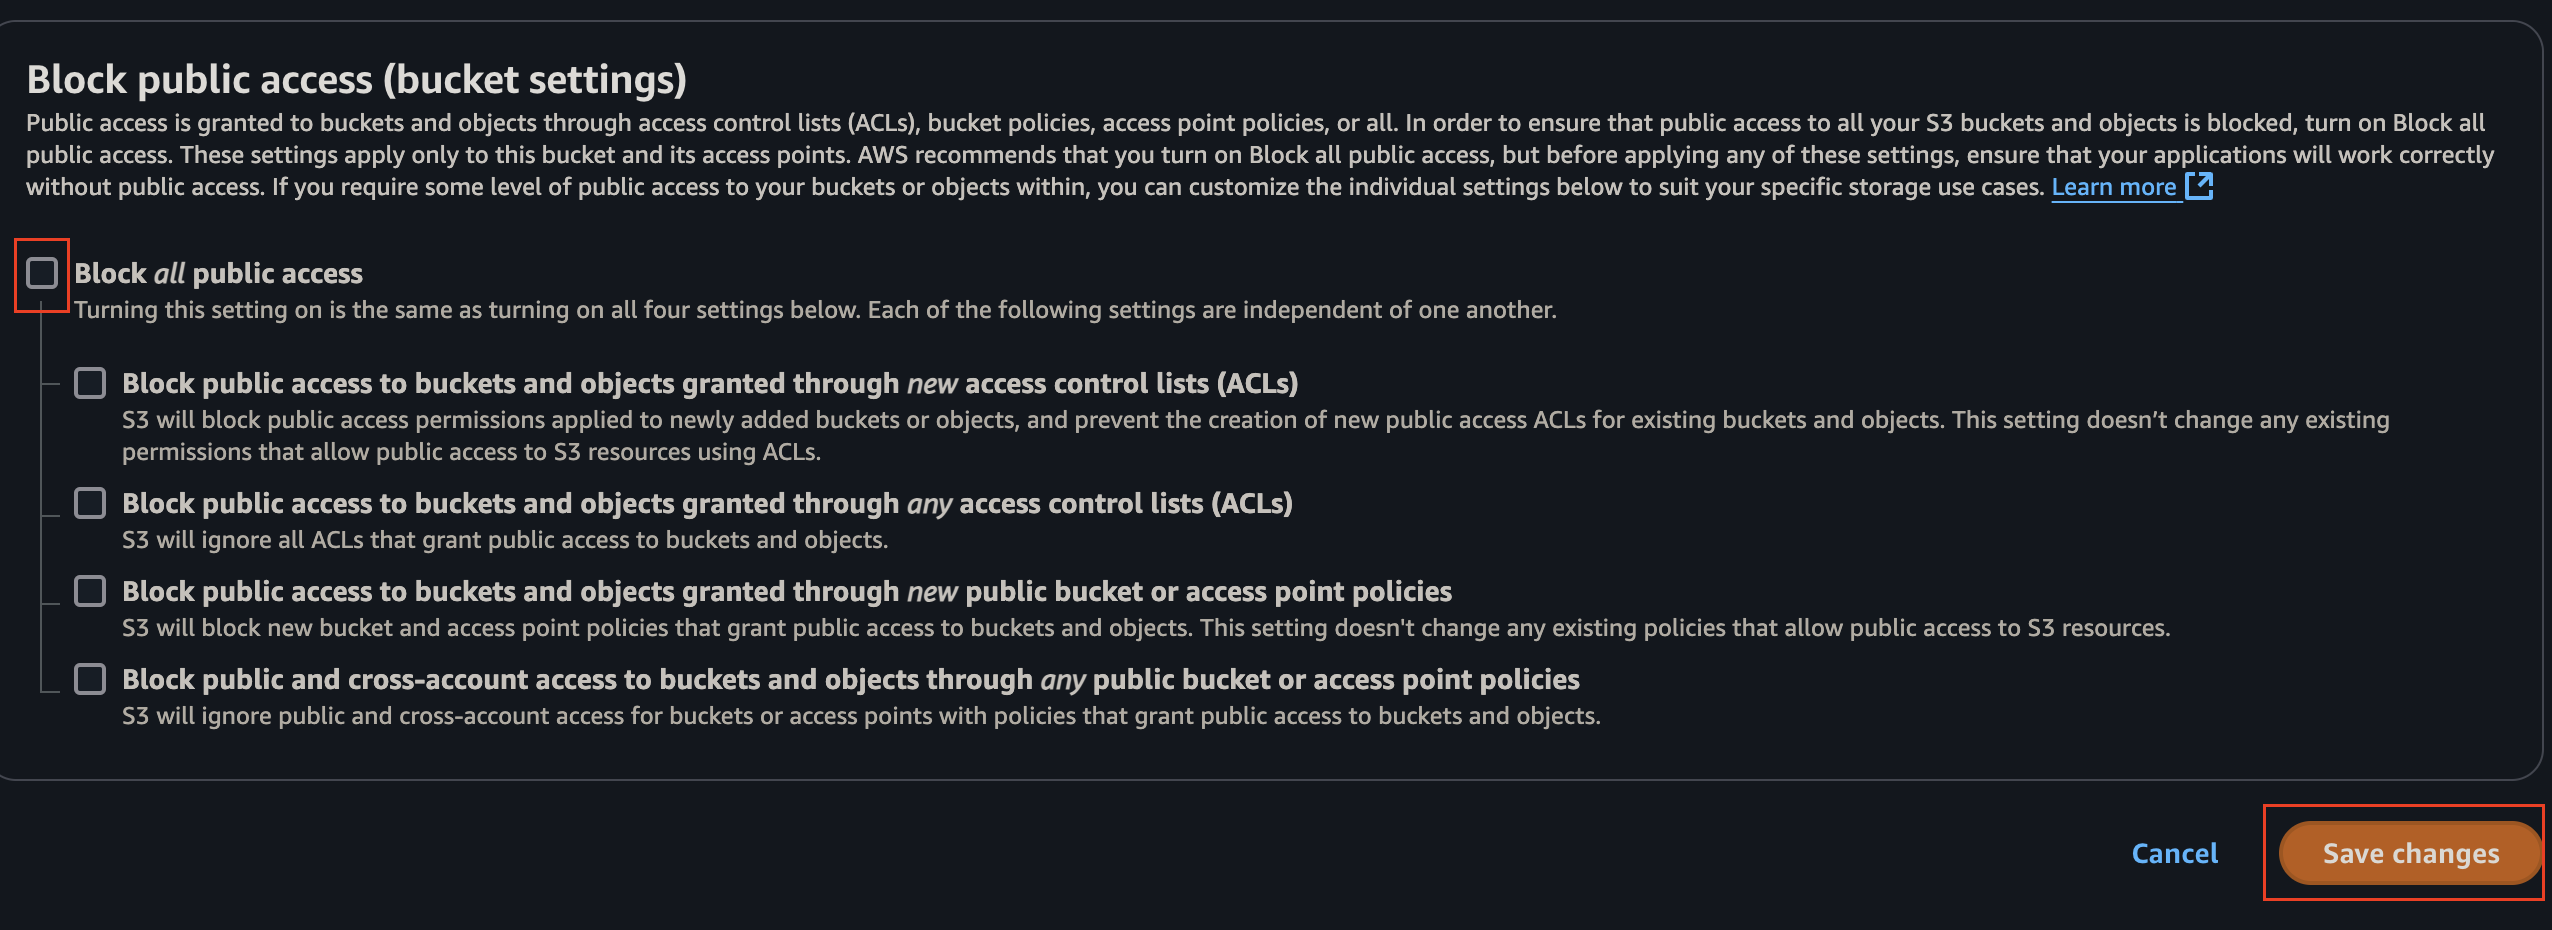 Block public access (bucket settings)
Public access is granted to buckets and objects through access control lists (ACLs), bucket policies, access point policies, or all. In order to ensure that public access to all your S3 buckets and objects is blocked, turn on Block all
public access. These settings apply only to this bucket and its access points. AWS recommends that you turn on Block all public access, but before applying any of these settings, ensure that your applications will work correctly
without public access. If you require some level of public access to your buckets or objects within, you can customize the individual settings below to suit your specific storage use cases. Learn more
Block all public access
Turning this setting on is the same as turning on all four settings below. Each of the following settings are independent of one another.
Block public access to buckets and objects granted through new access control lists (ACLs)
S3 will block public access permissions applied to newly added buckets or objects, and prevent the creation of new public access ACLs for existing buckets and objects. This setting doesn’t change any existing
permissions that allow public access to S3 resources using ACLs.
Block public access to buckets and objects granted through any access control lists (ACLs)
S3 will ignore all ACLs that grant public access to buckets and objects.
Block public access to buckets and objects granted through new public bucket or access point policies
S3 will block new bucket and access point policies that grant public access to buckets and objects. This setting doesn't change any existing policies that allow public access to S3 resources.
Block public and cross-account access to buckets and objects through any public bucket or access point policies
S3 will ignore public and cross-account access for buckets or access points with policies that grant public access to buckets and objects.
Cancel
Save changes